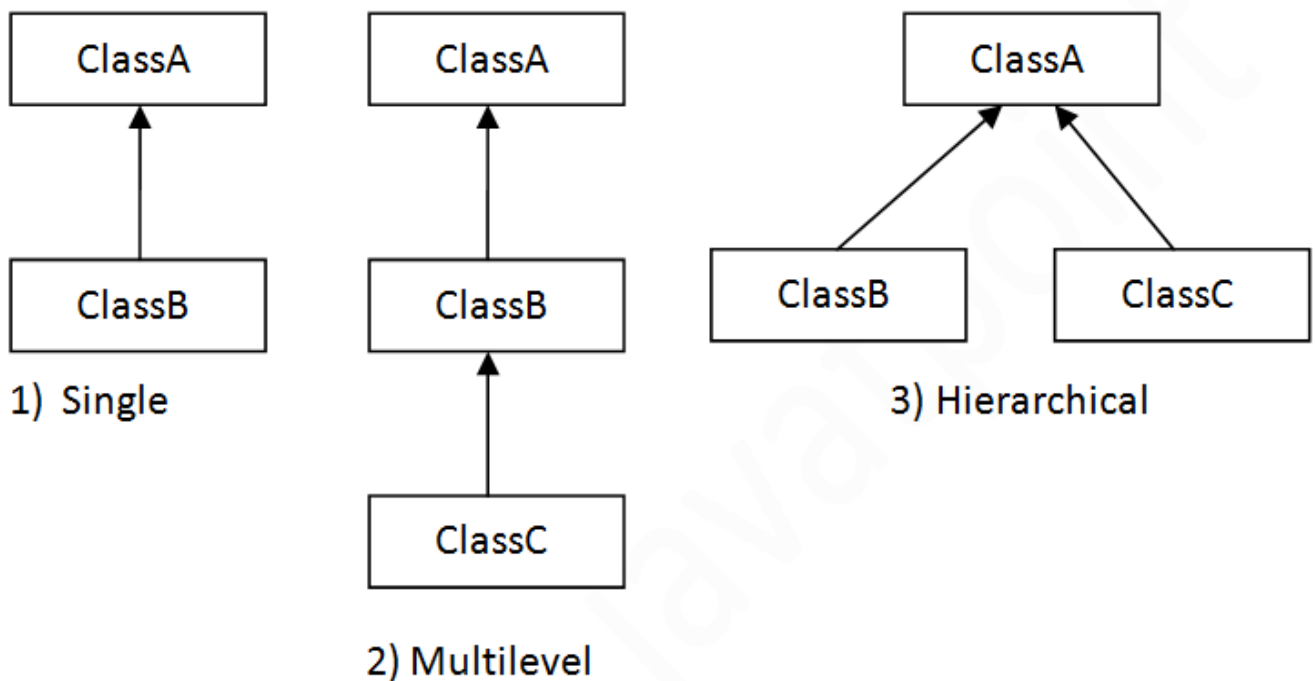 ClassA
ClassB
1) Single
ClassA
ClassB
ClassC
2) Multilevel
ClassA
ClassB
ClassC
3) Hierarchical